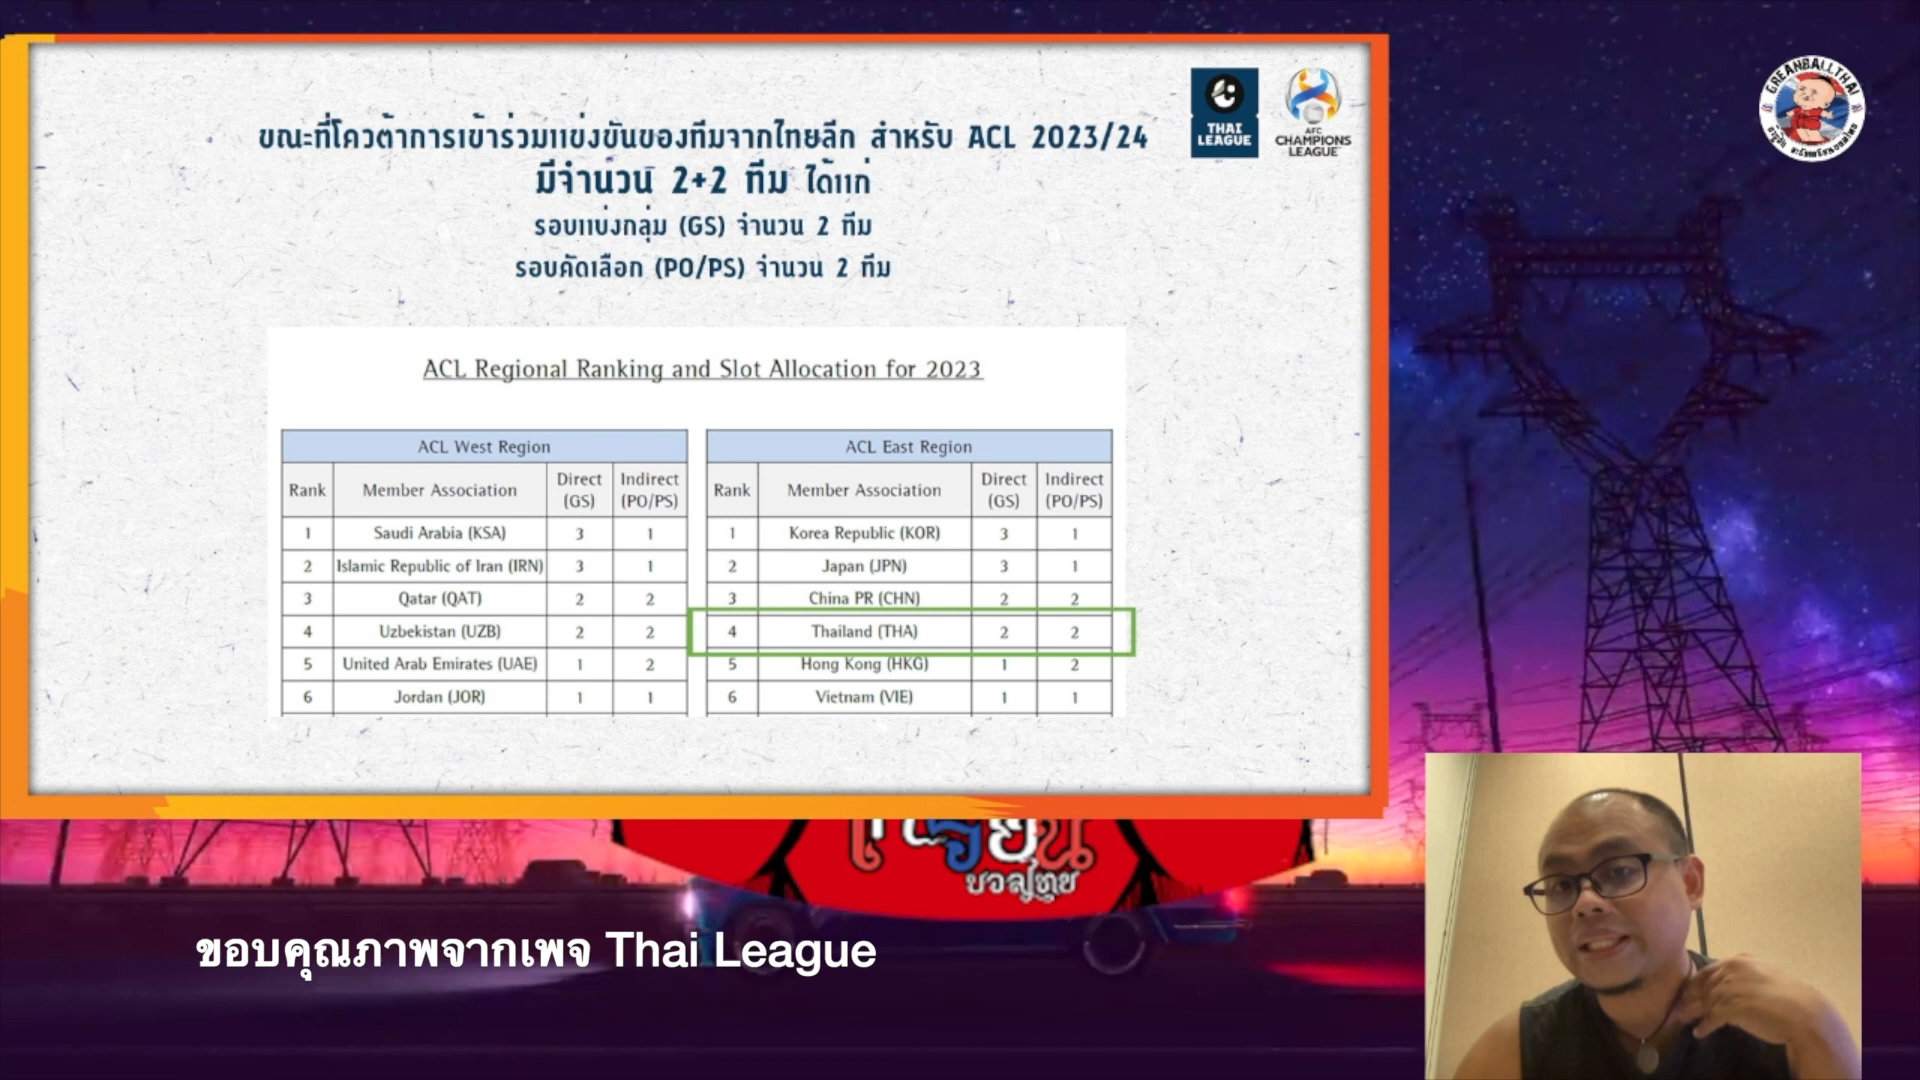 ขณะที่โควต้าการเข้าร่วมแข่งขันของทีมจากไทยลีก สำหรับ ACL 2023/24
มีจำนวน 2+2 ทีม ได้แก่
รอบแบ่งกลุ่ม (GS) จำนวน 2 ทีม
รอบคัดเลือก (PO/PS) จำนวน 2 ทีม
THAI
LEAGUE
AFC
CHAMPIONS
LEAGUE
GREANBALLTHAI
ACL Regional Ranking and Slot Allocation for 2023
ACL West Region
Rank Member Association Direct (GS) Indirect (PO/PS)
1 Saudi Arabia (KSA) 3 1
2 Islamic Republic of Iran (IRN) 3 1
3 Qatar (QAT) 2 2
4 Uzbekistan (UZB) 2 2
5 United Arab Emirates (UAE) 1 2
6 Jordan (JOR) 1 1
ACL East Region
Rank Member Association Direct (GS) Indirect (PO/PS)
1 Korea Republic (KOR) 3 1
2 Japan (JPN) 3 1
3 China PR (CHN) 2 2
4 Thailand (THA) 2 2
5 Hong Kong (HKG) 1 2
6 Vietnam (VIE) 1 1
บอลไทย
ขอบคุณภาพจากเพจ Thai League